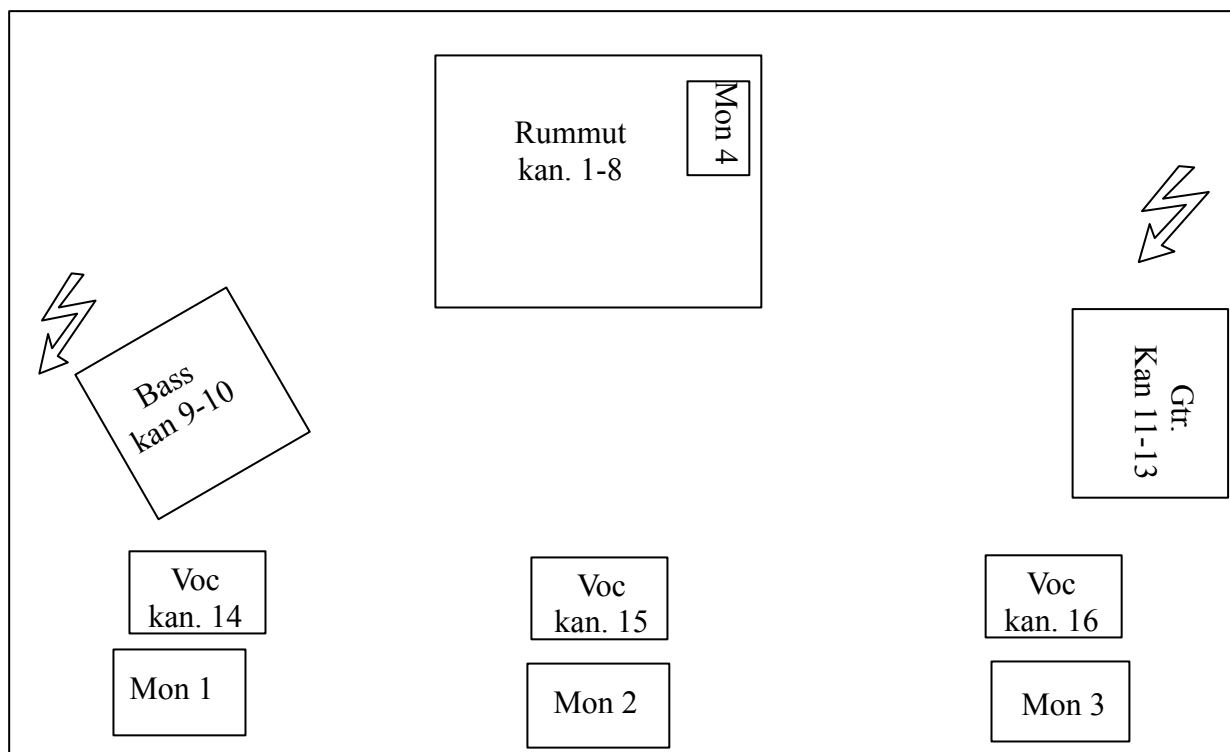 Mon 4
Rummut
kan. 1-8
Bass
kan 9-10
Gtr.
Kan 11-13
Voc
kan. 14
Voc
kan. 15
Voc
kan. 16
Mon 1
Mon 2
Mon 3